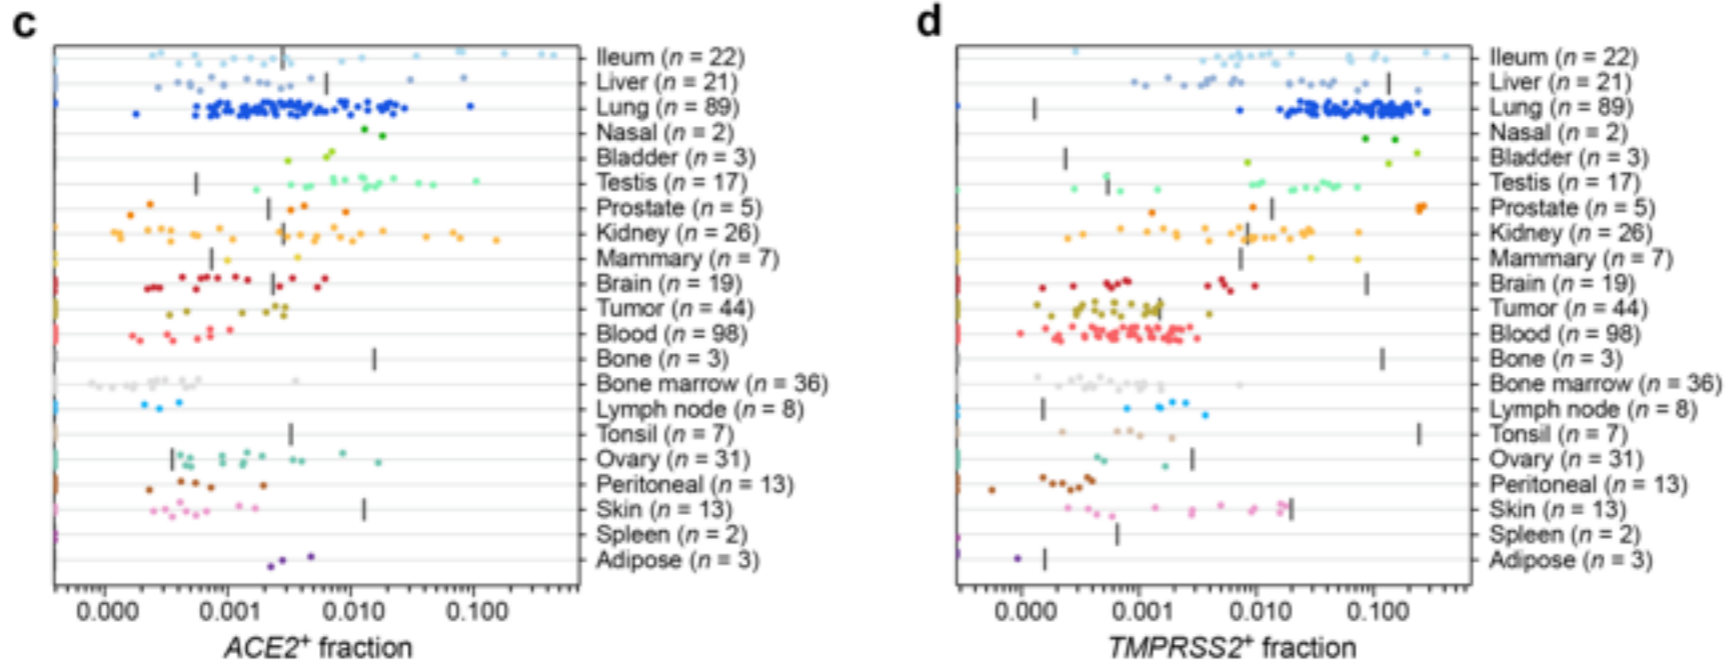 c
Ileum (n = 22)
Liver (n = 21)
Lung (n = 89)
Nasal (n = 2)
Bladder (n = 3)
Testis (n = 17)
Prostate (n = 5)
Kidney (n = 26)
Mammary (n = 7)
Brain (n = 19)
Tumor (n = 44)
Blood (n = 98)
Bone (n = 3)
Bone marrow (n = 36)
Lymph node (n = 8)
Tonsil (n = 7)
Ovary (n = 31)
Peritoneal (n = 13)
Skin (n = 13)
Spleen (n = 2)
Adipose (n = 3)
0.000 0.001 0.010 0.100
ACE2⁺ fraction
d
Ileum (n = 22)
Liver (n = 21)
Lung (n = 89)
Nasal (n = 2)
Bladder (n = 3)
Testis (n = 17)
Prostate (n = 5)
Kidney (n = 26)
Mammary (n = 7)
Brain (n = 19)
Tumor (n = 44)
Blood (n = 98)
Bone (n = 3)
Bone marrow (n = 36)
Lymph node (n = 8)
Tonsil (n = 7)
Ovary (n = 31)
Peritoneal (n = 13)
Skin (n = 13)
Spleen (n = 2)
Adipose (n = 3)
0.000 0.001 0.010 0.100
TMPRSS2⁺ fraction